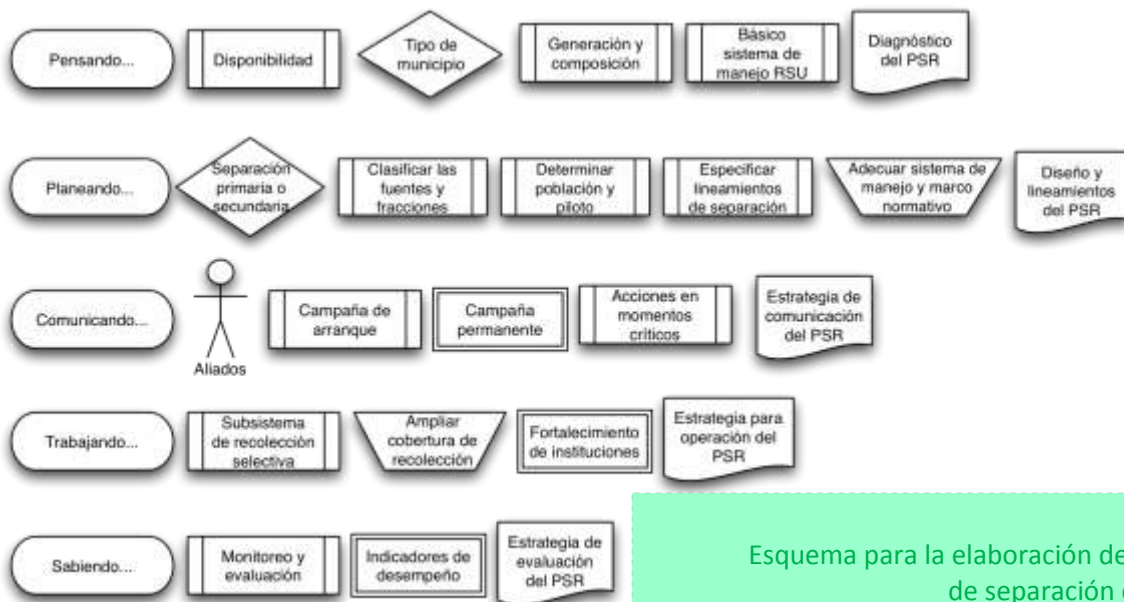 Pensando...
Disponibilidad
Tipo de
municipio
Generación y
composición
Básico
sistema de
manejo RSU
Diagnóstico
del PSR
Planeando...
Separación
primaria o
secundaria
Clasificar las
fuentes y
fracciones
Determinar
población y
piloto
Especificar
lineamientos
de separación
Adecuar sistema de
manejo y marco
normativo
Diseño y
lineamientos
del PSR
Comunicando...
Aliados
Campaña de
arranque
Campaña
permanente
Acciones en
momentos
críticos
Estrategia de
comunicación
del PSR
Trabajando...
Subsistema
de recolección
selectiva
Ampliar
cobertura de
recolección
Fortalecimiento
de instituciones
Estrategia para
operación del
PSR
Sabiendo...
Monitoreo y
evaluación
Indicadores de
desempeño
Estrategia de
evaluación
del PSR
Esquema para la elaboración de
de separación